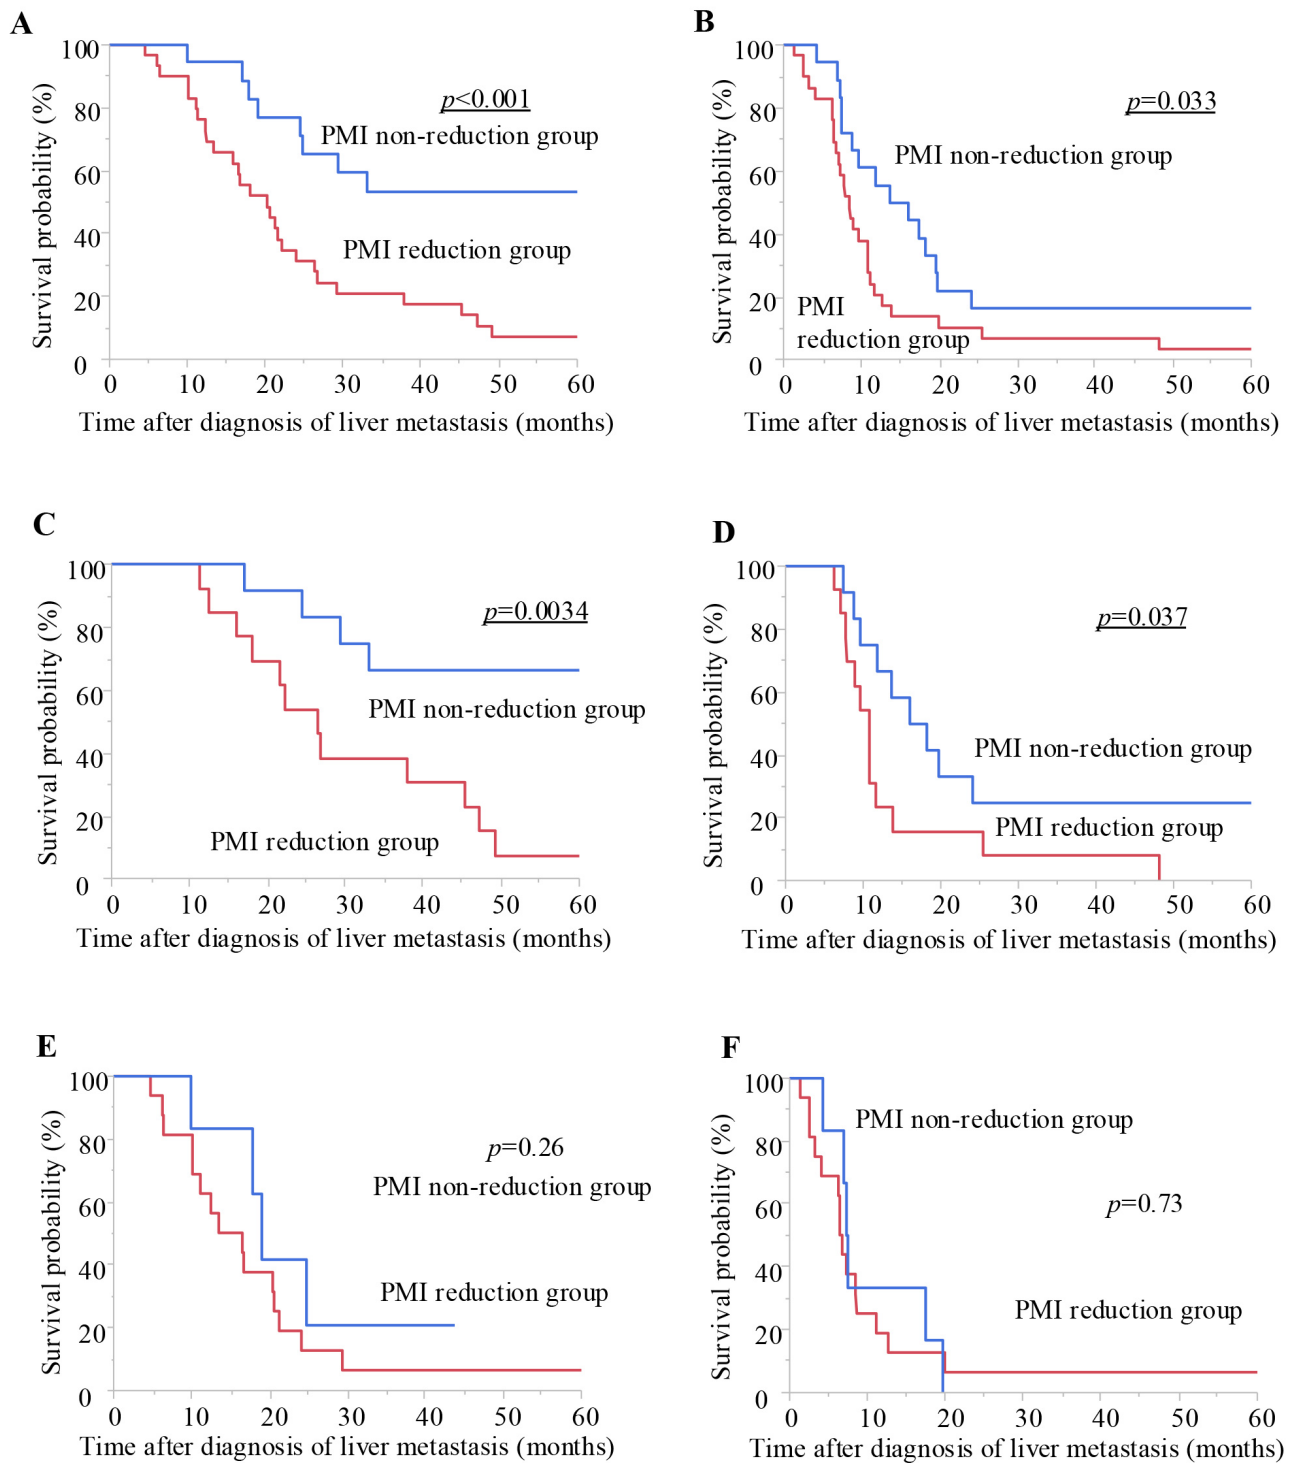 A
100
80
60
40
20
0
Survival probability (%)
p<0.001
PMI non-reduction group
PMI reduction group
0 10 20 30 40 50 60
Time after diagnosis of liver metastasis (months)
B
100
80
60
40
20
0
Survival probability (%)
p=0.033
PMI non-reduction group
PMI
reduction group
0 10 20 30 40 50 60
Time after diagnosis of liver metastasis (months)
C
100
80
60
40
20
0
Survival probability (%)
p=0.0034
PMI non-reduction group
PMI reduction group
0 10 20 30 40 50 60
Time after diagnosis of liver metastasis (months)
D
100
80
60
40
20
0
Survival probability (%)
p=0.037
PMI non-reduction group
PMI reduction group
0 10 20 30 40 50 60
Time after diagnosis of liver metastasis (months)
E
100
80
60
40
20
0
Survival probability (%)
p=0.26
PMI non-reduction group
PMI reduction group
0 10 20 30 40 50 60
Time after diagnosis of liver metastasis (months)
F
100
80
60
40
20
0
Survival probability (%)
PMI non-reduction group
p=0.73
PMI reduction group
0 10 20 30 40 50 60
Time after diagnosis of liver metastasis (months)